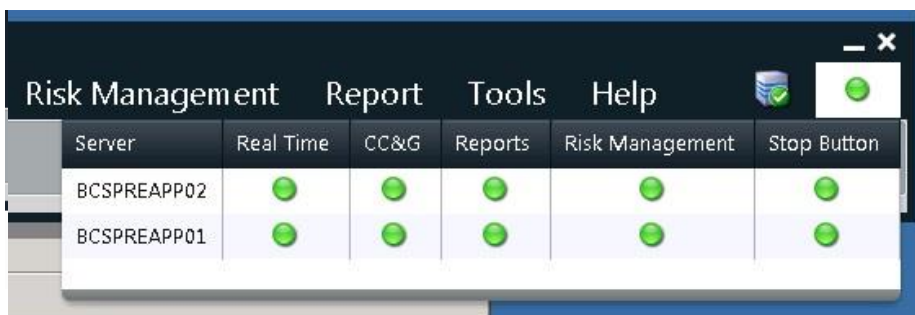 Risk Management Report Tools Help
Server Real Time CC&G Reports Risk Management Stop Button
BCSPREAPP02
BCSPREAPP01